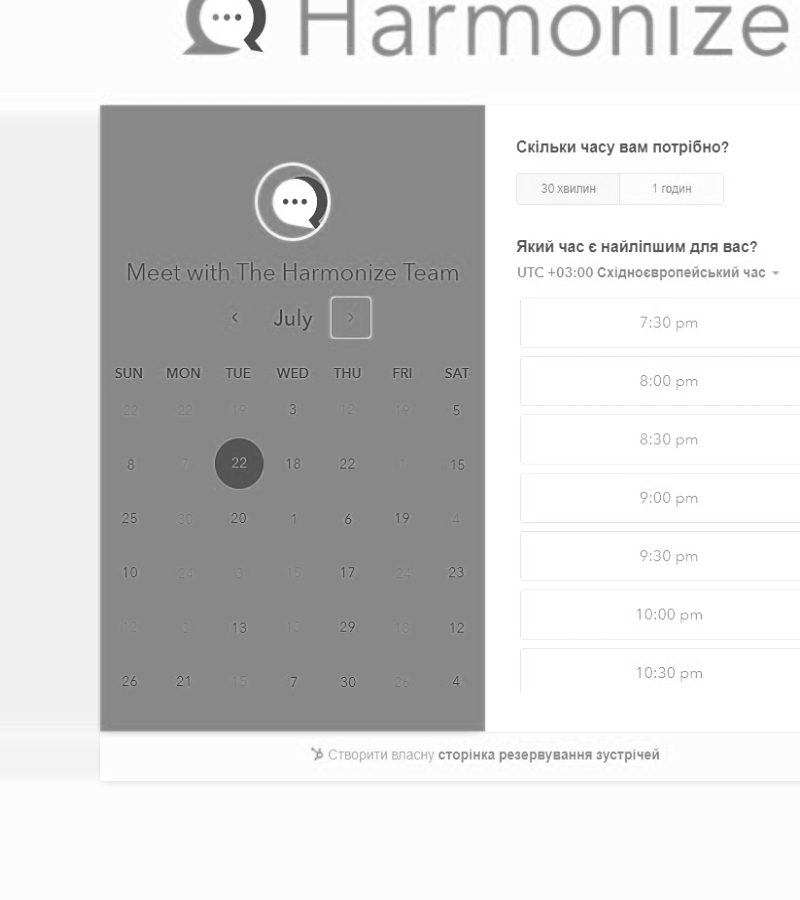 Harmonize
Meet with The Harmonize Team
July
SUN MON TUE WED THU FRI SAT
22 22 19 3 12 19 5
8 7 22 18 22 1 15
25 30 20 1 6 19 4
10 24 3 15 17 24 23
12 8 13 13 29 18 12
26 21 15 7 30 26 4
Скільки часу вам потрібно?
30 хвилин 1 годин
Який час є найліпшим для вас?
UTC +03:00 Східноєвропейський час
7:30 pm
8:00 pm
8:30 pm
9:00 pm
9:30 pm
10:00 pm
10:30 pm
Створити власну сторінка резервування зустрічей